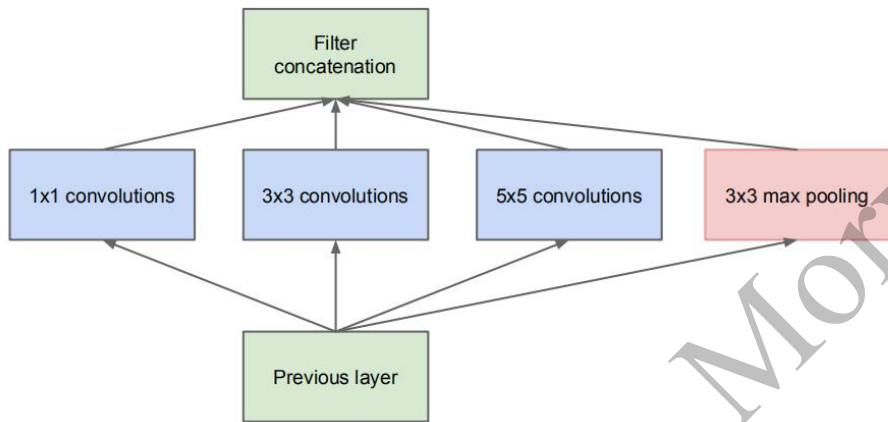 Filter
concatenation
1x1 convolutions
3x3 convolutions
5x5 convolutions
3x3 max pooling
Previous layer